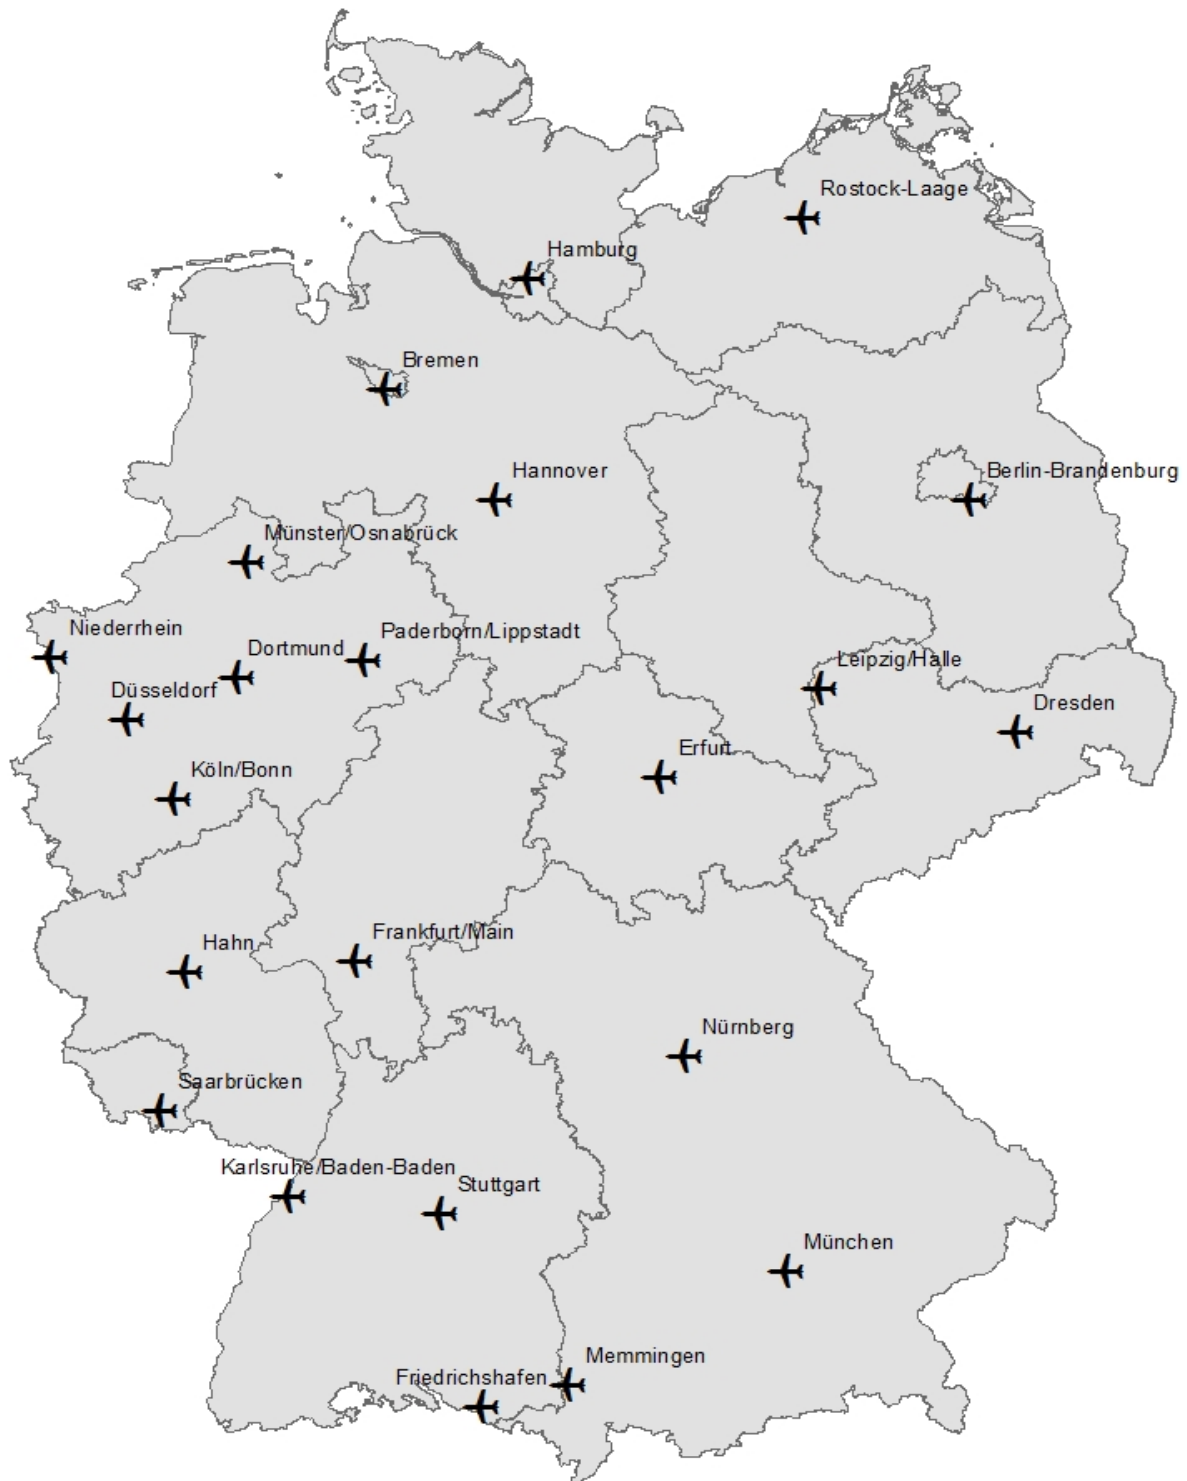 Rostock-Laage
Hamburg
Bremen
Hannover
Berlin-Brandenburg
Münster/Osnabrück
Niederrhein
Paderborn/Lippstadt
Dortmund
Leipzig/Halle
Düsseldorf
Dresden
Erfurt
Köln/Bonn
Frankfurt/Main
Hahn
Nürnberg
Saarbrücken
Karlsruhe/Baden-Baden
Stuttgart
München
Memmingen
Friedrichshafen